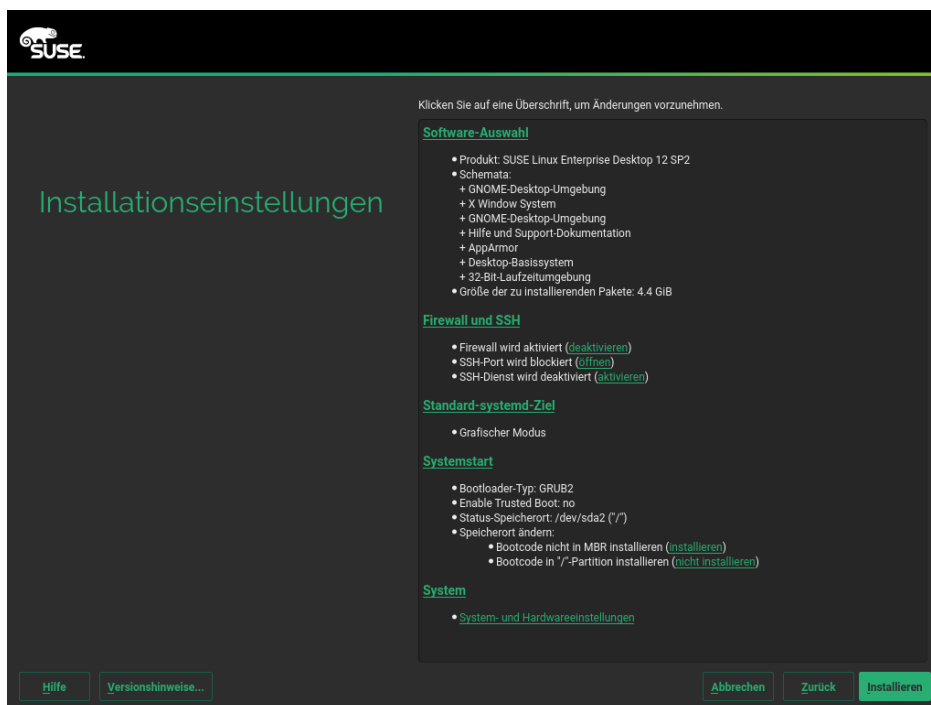 SUSE.
Klicken Sie auf eine Überschrift, um Änderungen vorzunehmen.
Installationseinstellungen
Software-Auswahl
• Produkt: SUSE Linux Enterprise Desktop 12 SP2
• Schemata:
+ GNOME-Desktop-Umgebung
+ X Window System
+ GNOME-Desktop-Umgebung
+ Hilfe und Support-Dokumentation
+ AppArmor
+ Desktop-Basissystem
+ 32-Bit-Laufzeitumgebung
• Größe der zu installierenden Pakete: 4.4 GiB
Firewall und SSH
• Firewall wird aktiviert (deaktivieren)
• SSH-Port wird blockiert (öffnen)
• SSH-Dienst wird deaktiviert (aktivieren)
Standard-systemd-Ziel
• Grafischer Modus
Systemstart
• Bootloader-Typ: GRUB2
• Enable Trusted Boot: no
• Status-Speicherort: /dev/sda2 ("/")
• Speicherort ändern:
• Bootcode nicht in MBR installieren (installieren)
• Bootcode in "/"-Partition installieren (nicht installieren)
System
• System- und Hardwareeinstellungen
Hilfe
Versionshinweise...
Abbrechen
Zurück
Installieren